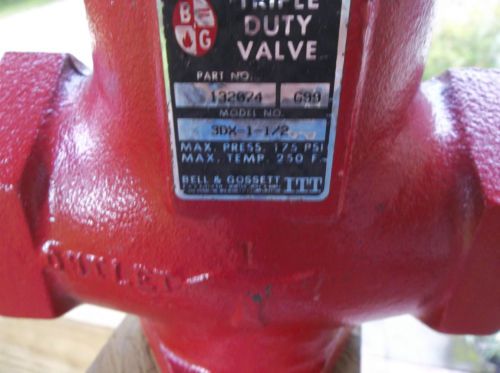 B G
TRIPLE
DUTY
VALVE
PART NO.
132074 G99
MODEL NO.
3DX-1-1/2
MAX. PRESS. 175 PSI
MAX. TEMP. 250 F.
BELL & GOSSETT ITT
OUTLET